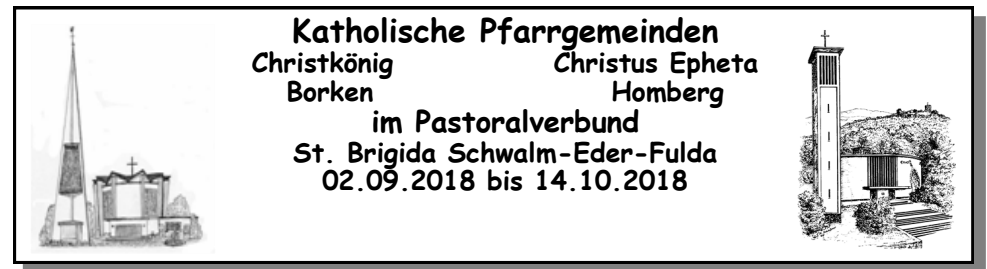 Katholische Pfarrgemeinden
Christkönig Christus Epheta
Borken Homberg
im Pastoralverbund
St. Brigida Schwalm-Eder-Fulda
02.09.2018 bis 14.10.2018